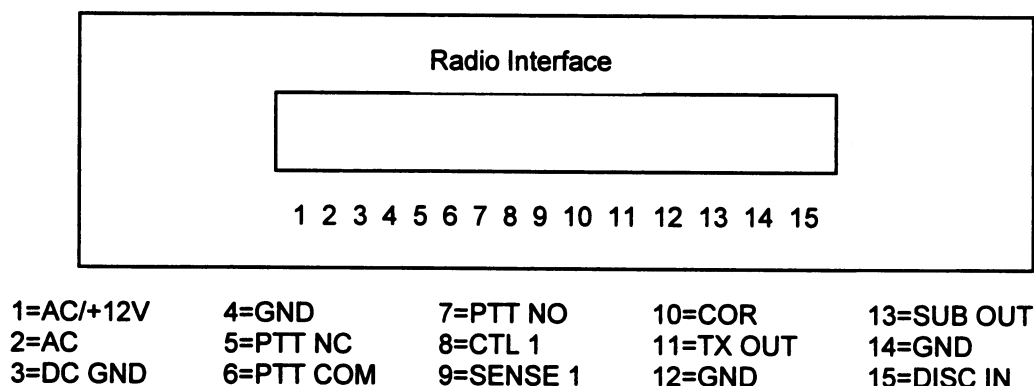 Radio Interface
1 2 3 4 5 6 7 8 9 10 11 12 13 14 15
1=AC/+12V 4=GND 7=PTT NO 10=COR 13=SUB OUT
2=AC 5=PTT NC 8=CTL 1 11=TX OUT 14=GND
3=DC GND 6=PTT COM 9=SENSE 1 12=GND 15=DISC IN